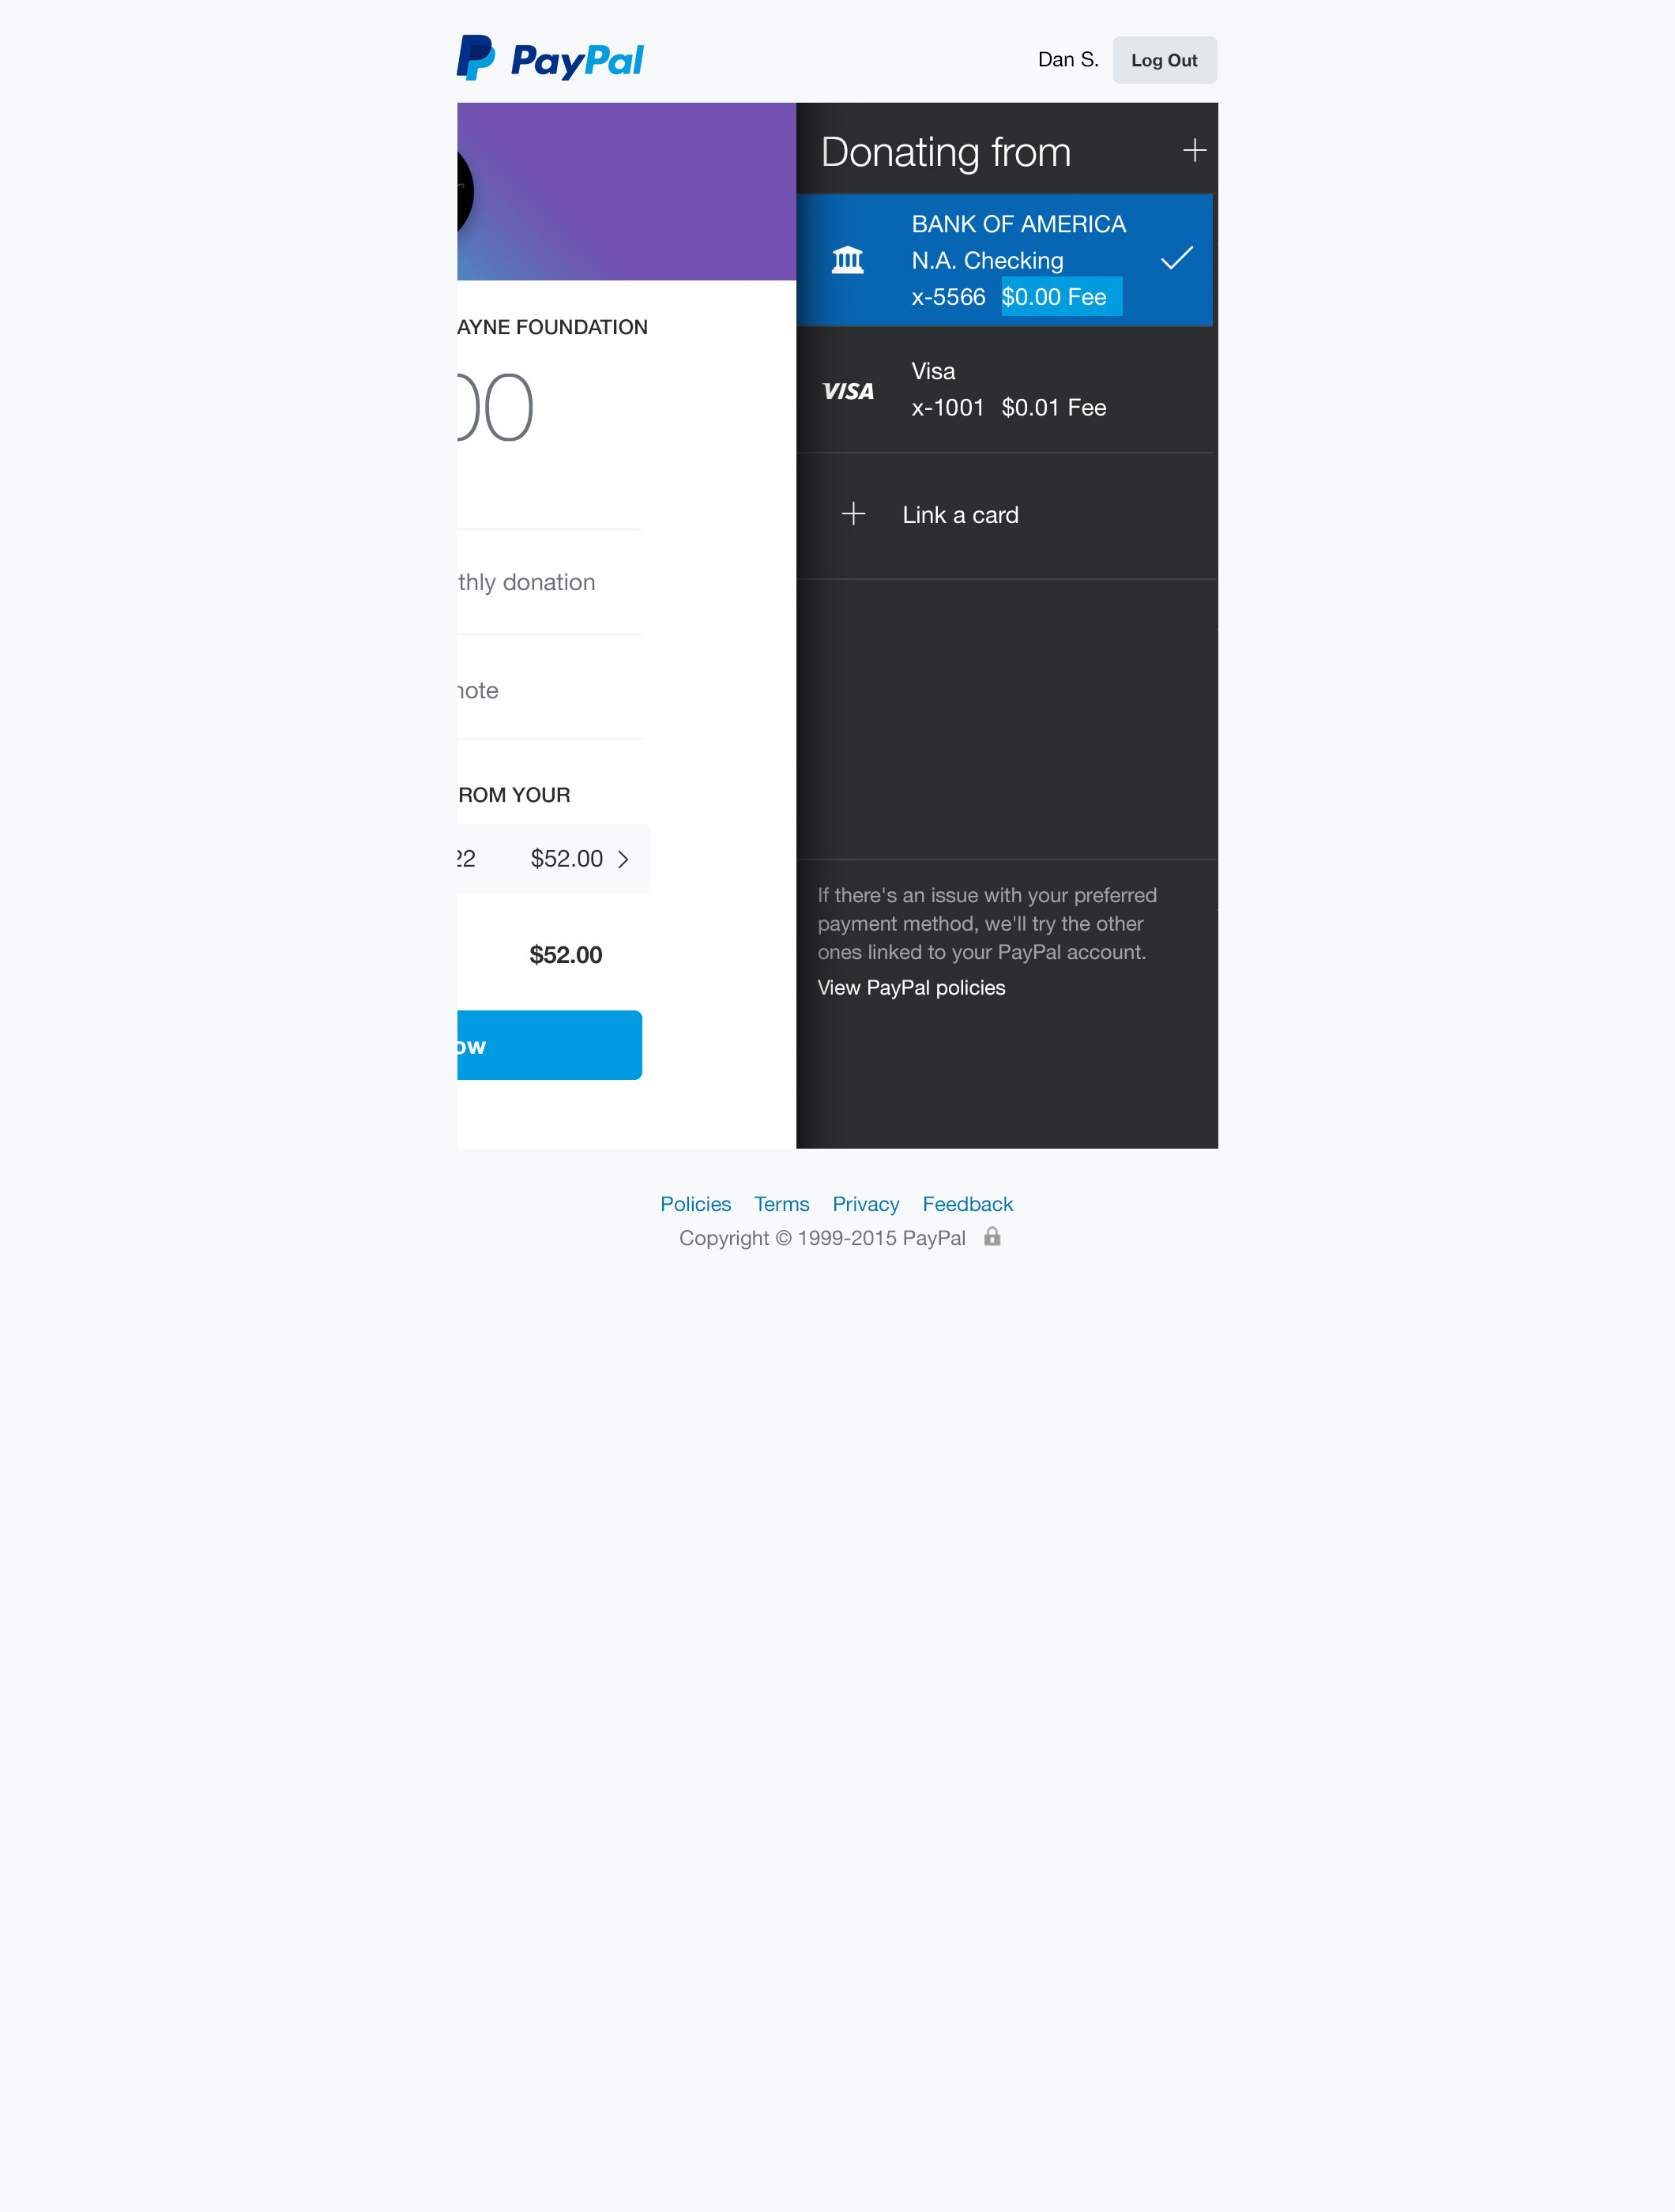 PayPal
Dan S.
Log Out
Donating from
BANK OF AMERICA
N.A. Checking
x-5566 $0.00 Fee
VISA
Visa
x-1001 $0.01 Fee
Link a card
If there's an issue with your preferred
payment method, we'll try the other
ones linked to your PayPal account.
View PayPal policies
AYNE FOUNDATION
00
thly donation
note
ROM YOUR
22 $52.00
$52.00
ow
Policies Terms Privacy Feedback
Copyright © 1999-2015 PayPal